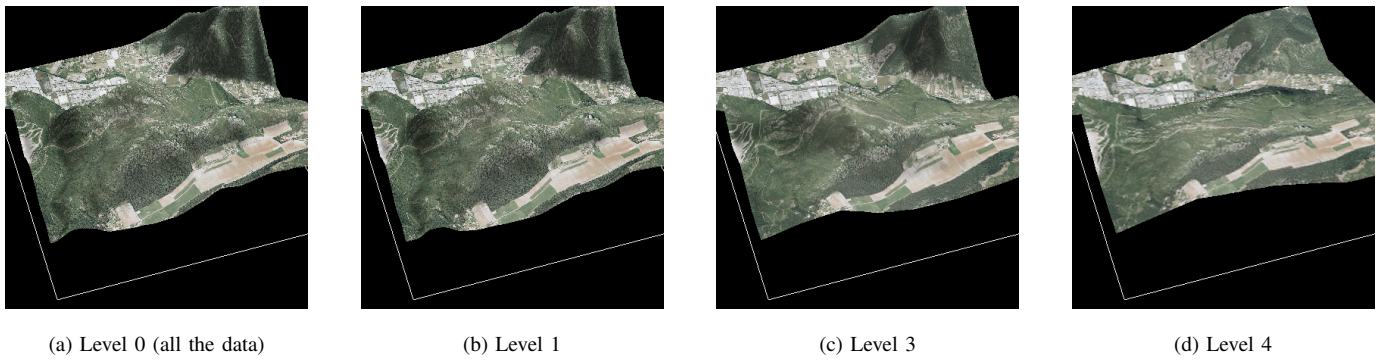 (a) Level 0 (all the data)
(b) Level 1
(c) Level 3
(d) Level 4